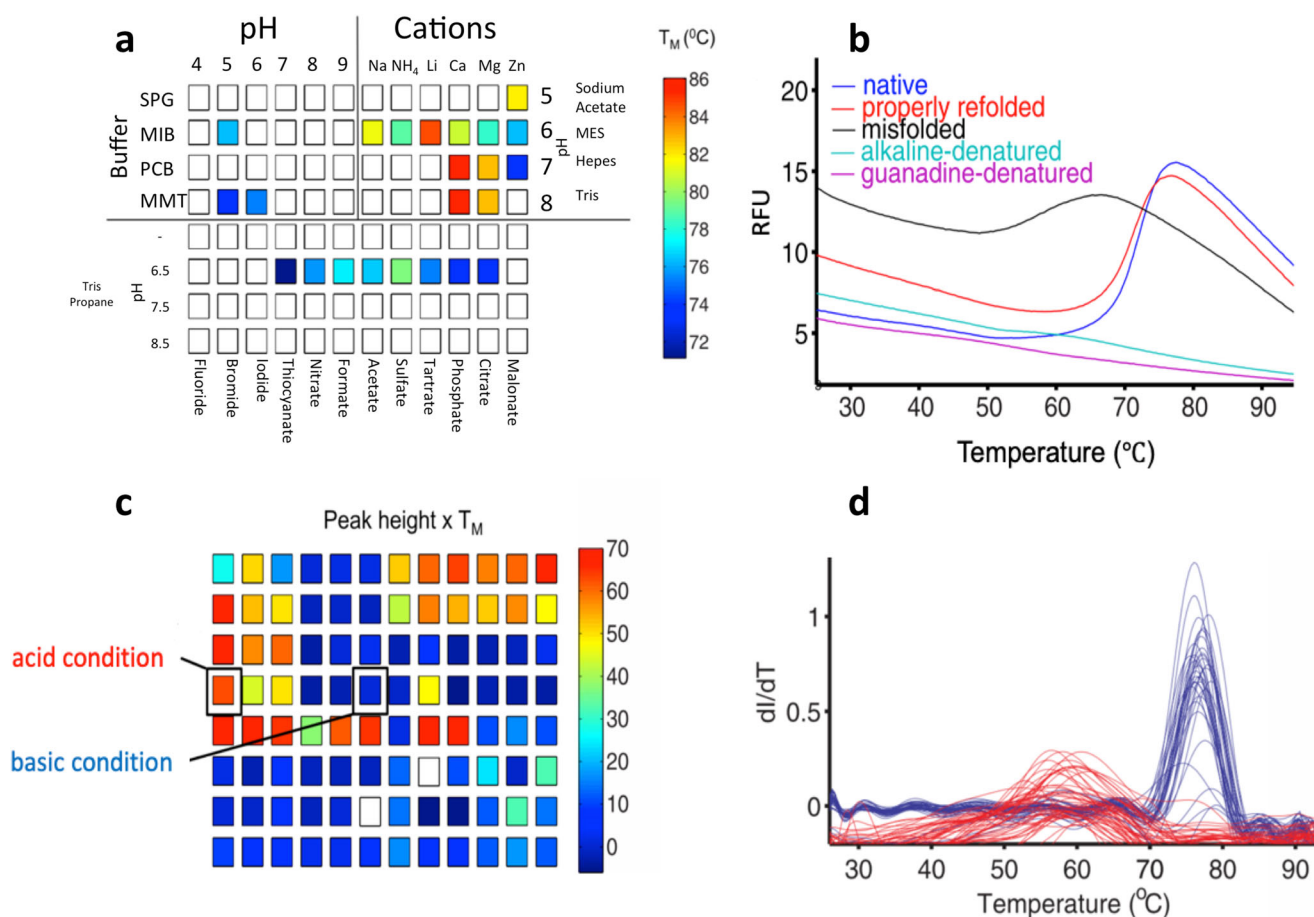 a
pH
Cations
4 5 6 7 8 9 Na NH4 Li Ca Mg Zn
Buffer
SPG
MIB
PCB
MMT
5 Sodium Acetate
6 MES
7 Hepes
8 Tris
pH
-
6.5
7.5
8.5
Tris Propane
pH
Fluoride
Bromide
Iodide
Thiocyanate
Nitrate
Formate
Acetate
Sulfate
Tartrate
Phosphate
Citrate
Malonate
TM (°C)
86
84
82
80
78
76
74
72
b
native
properly refolded
misfolded
alkaline-denatured
guanadine-denatured
RFU
20
15
10
5
30 40 50 60 70 80 90
Temperature (°C)
c
Peak height x TM
acid condition
basic condition
70
60
50
40
30
20
10
0
d
dI/dT
1
0.5
0
30 40 50 60 70 80 90
Temperature (°C)